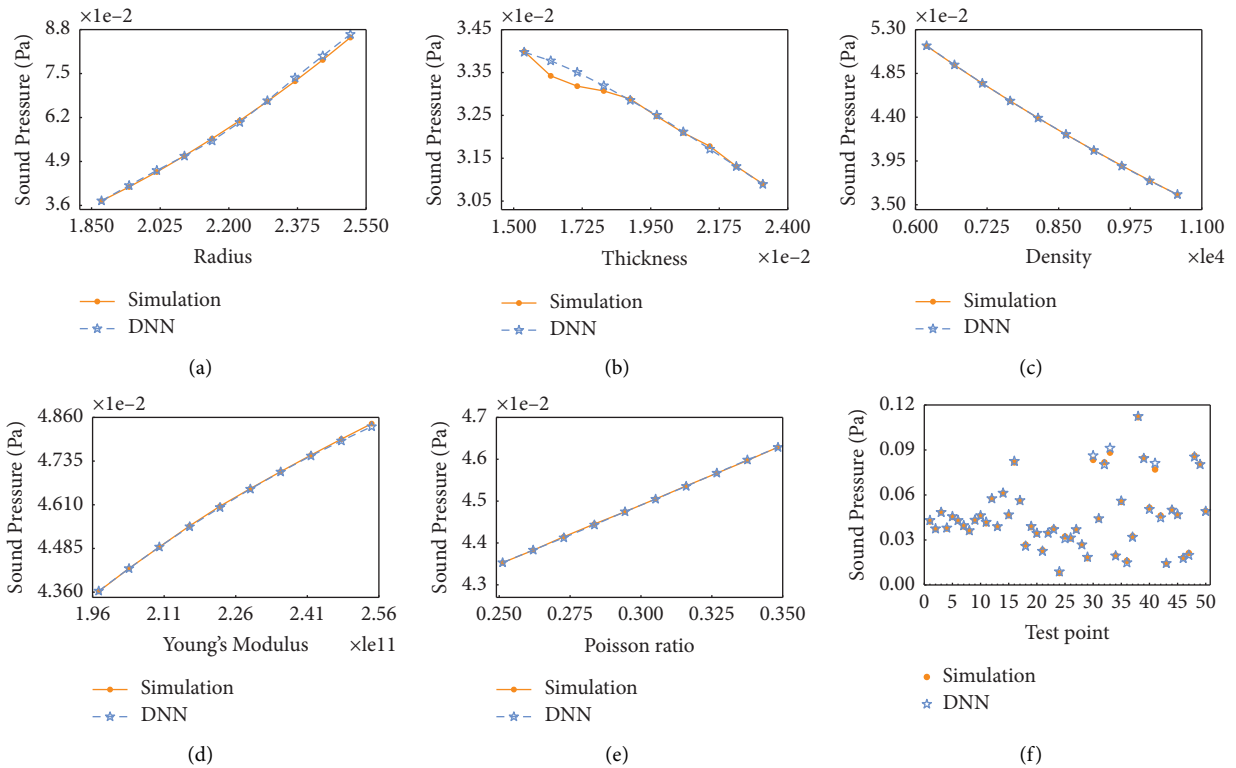 ×1e–2
8.8
7.5
6.2
4.9
3.6
Sound Pressure (Pa)
1.850 2.025 2.200 2.375 2.550
Radius
Simulation
DNN
(a)
×1e–2
3.45
3.35
3.25
3.15
3.05
Sound Pressure (Pa)
1.500 1.725 1.950 2.175 2.400
Thickness ×1e–2
Simulation
DNN
(b)
×1e–2
5.30
4.85
4.40
3.95
3.50
Sound Pressure (Pa)
0.600 0.725 0.850 0.975 1.100
Density ×le4
Simulation
DNN
(c)
×1e–2
4.860
4.735
4.610
4.485
4.360
Sound Pressure (Pa)
1.96 2.11 2.26 2.41 2.56
Young's Modulus ×le11
Simulation
DNN
(d)
×1e–2
4.7
4.6
4.5
4.4
4.3
Sound Pressure (Pa)
0.250 0.275 0.300 0.325 0.350
Poisson ratio
Simulation
DNN
(e)
0.12
0.09
0.06
0.03
0.00
Sound Pressure (Pa)
0 5 10 15 20 25 30 35 40 45 50
Test point
Simulation
DNN
(f)